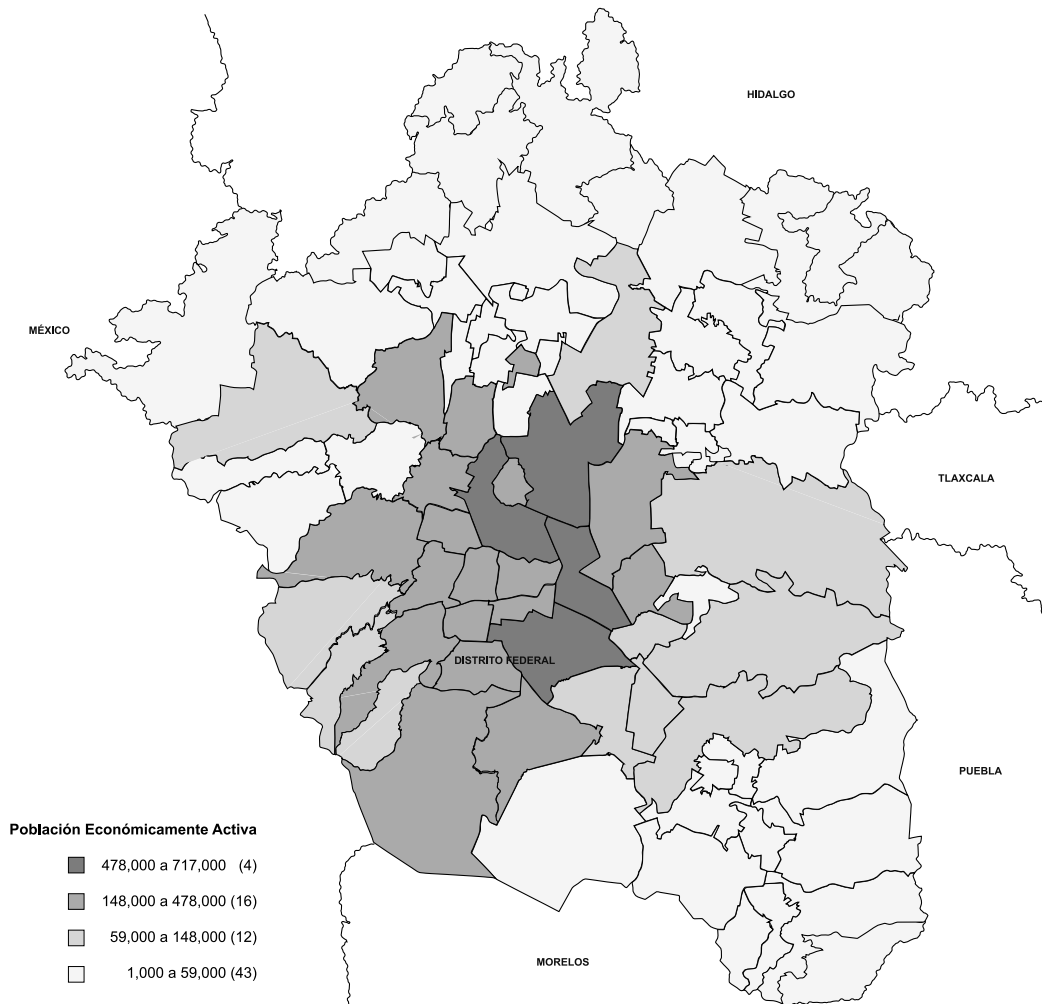 HIDALGO
MÉXICO
TLAXCALA
DISTRITO FEDERAL
PUEBLA
MORELOS
Población Económicamente Activa
478,000 a 717,000 (4)
148,000 a 478,000 (16)
59,000 a 148,000 (12)
1,000 a 59,000 (43)